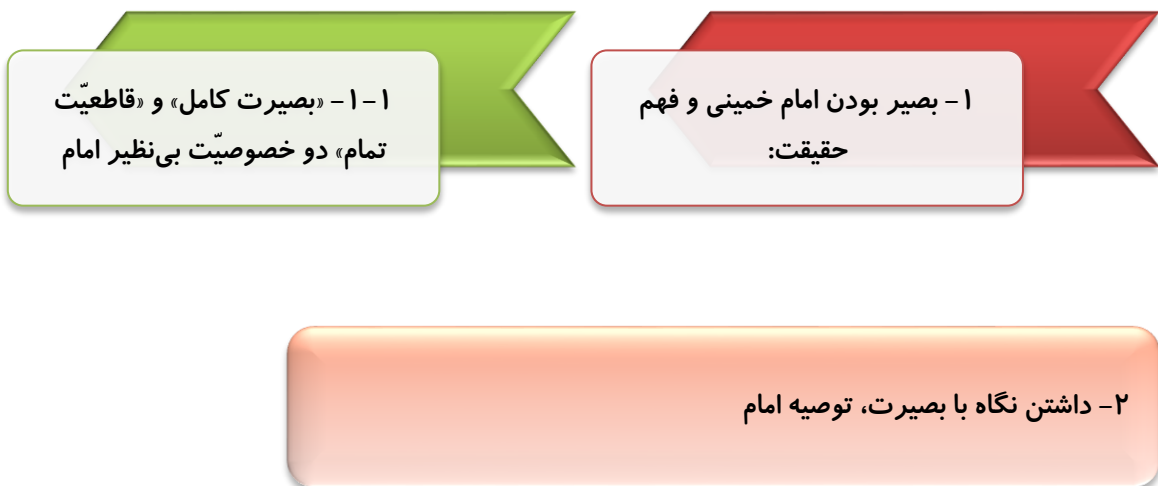 ۱- بصیر بودن امام خمینی و فهم
حقیقت:
۱-۱- «بصیرت کامل» و «قاطعیّت
تمام» دو خصوصیّت بی‌نظیر امام
۲- داشتن نگاه با بصیرت، توصیه امام